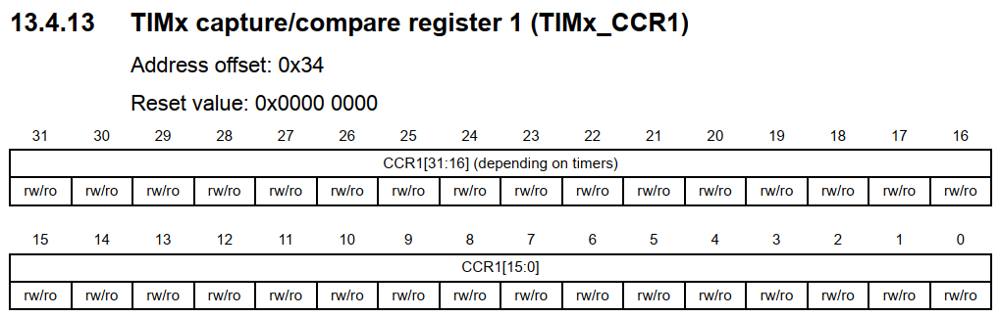 13.4.13 TIMx capture/compare register 1 (TIMx_CCR1)
Address offset: 0x34
Reset value: 0x0000 0000
31 30 29 28 27 26 25 24 23 22 21 20 19 18 17 16
CCR1[31:16] (depending on timers)
rw/ro rw/ro rw/ro rw/ro rw/ro rw/ro rw/ro rw/ro rw/ro rw/ro rw/ro rw/ro rw/ro rw/ro rw/ro rw/ro
15 14 13 12 11 10 9 8 7 6 5 4 3 2 1 0
CCR1[15:0]
rw/ro rw/ro rw/ro rw/ro rw/ro rw/ro rw/ro rw/ro rw/ro rw/ro rw/ro rw/ro rw/ro rw/ro rw/ro rw/ro